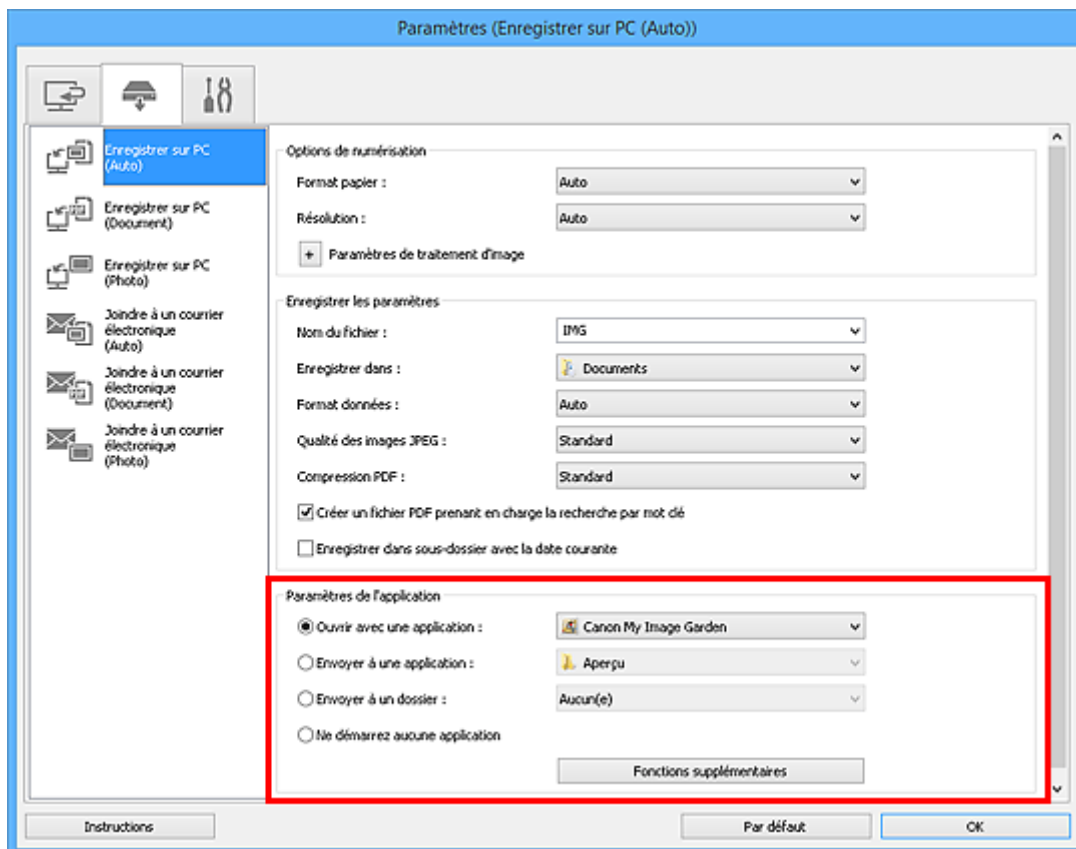 Paramètres (Enregistrer sur PC (Auto))
Enregistrer sur PC
(Auto)
Enregistrer sur PC
(Document)
Enregistrer sur PC
(Photo)
Joindre à un courrier
électronique
(Auto)
Joindre à un courrier
électronique
(Document)
Joindre à un courrier
électronique
(Photo)
Options de numérisation
Format papier : Auto
Résolution : Auto
+ Paramètres de traitement d'image
Enregistrer les paramètres
Nom du fichier : IMG
Enregistrer dans : Documents
Format données : Auto
Qualité des images JPEG : Standard
Compression PDF : Standard
Créer un fichier PDF prenant en charge la recherche par mot clé
Enregistrer dans sous-dossier avec la date courante
Paramètres de l'application
Ouvrir avec une application : Canon My Image Garden
Envoyer à une application : Aperçu
Envoyer à un dossier : Aucun(e)
Ne démarrez aucune application
Fonctions supplémentaires
Instructions Par défaut OK